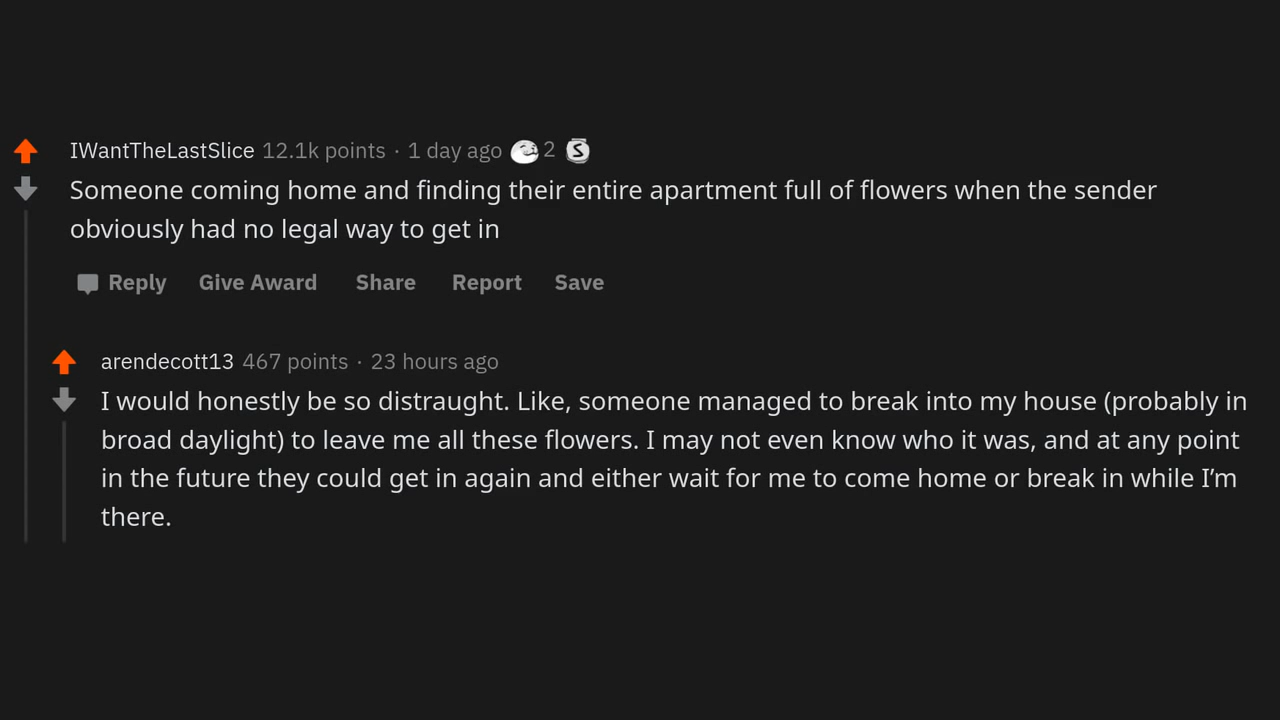 IWantTheLastSlice 12.1k points · 1 day ago 2 S
Someone coming home and finding their entire apartment full of flowers when the sender
obviously had no legal way to get in
Reply Give Award Share Report Save
arendecott13 467 points · 23 hours ago
I would honestly be so distraught. Like, someone managed to break into my house (probably in
broad daylight) to leave me all these flowers. I may not even know who it was, and at any point
in the future they could get in again and either wait for me to come home or break in while I’m
there.